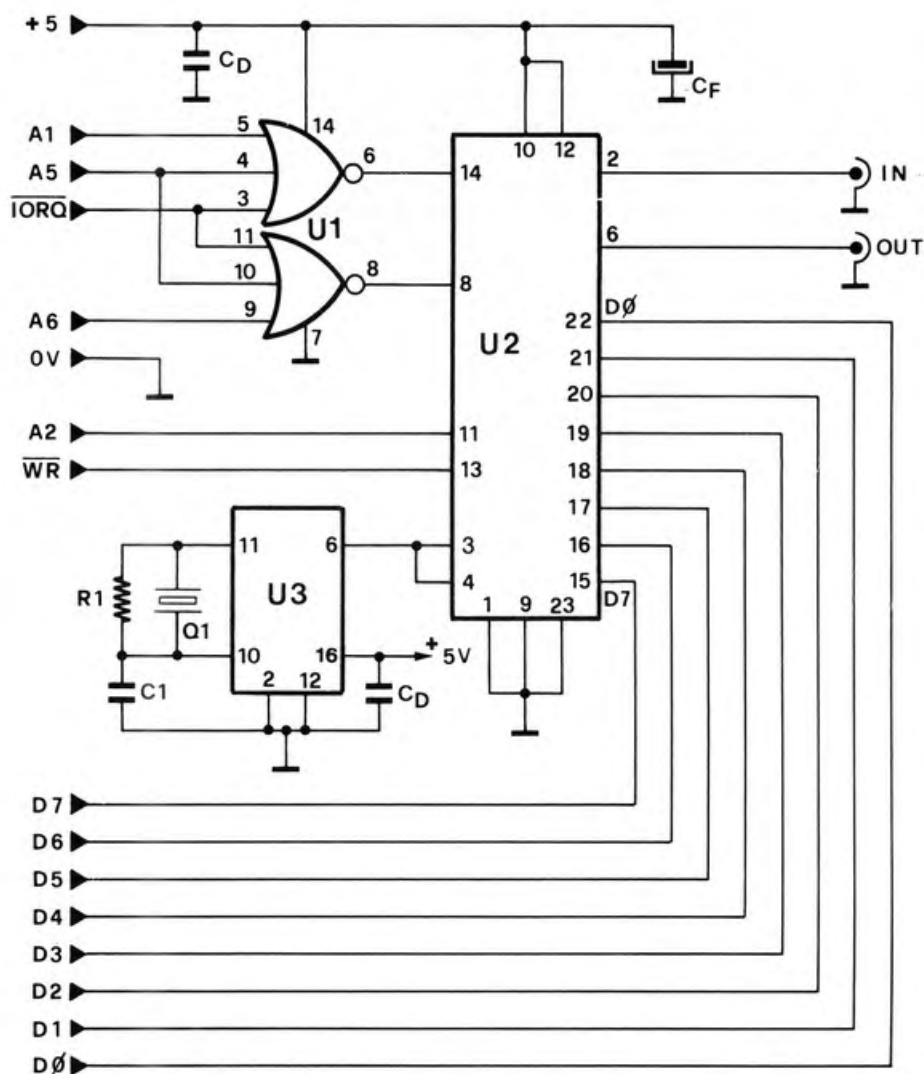 +5
C_D
C_F
A1 5 14
A5 4 6 14
IORQ 3
U1
11
10 8 8
A6 9
7
0V
10 12
2 IN
6 OUT
DØ
22
U2
21
20
A2 11 19
WR 13 18
17
11 6 3 16
4 15
D7
R1 Q1 U3
1 9 23
10 16 + 5V
C1 2 12 C_D
D7
D6
D5
D4
D3
D2
D1
DØ